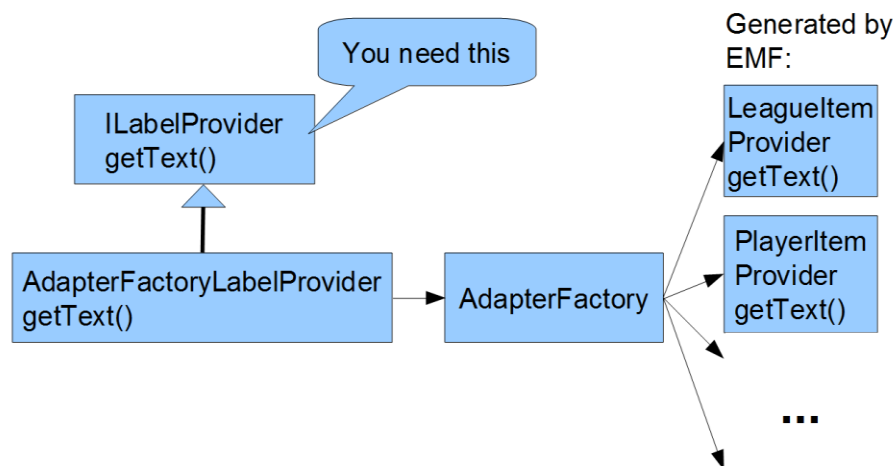 Generated by
EMF:
You need this
ILabelProvider
getText()
LeagueItem
Provider
getText()
PlayerItem
Provider
getText()
AdapterFactoryLabelProvider
getText()
AdapterFactory
...